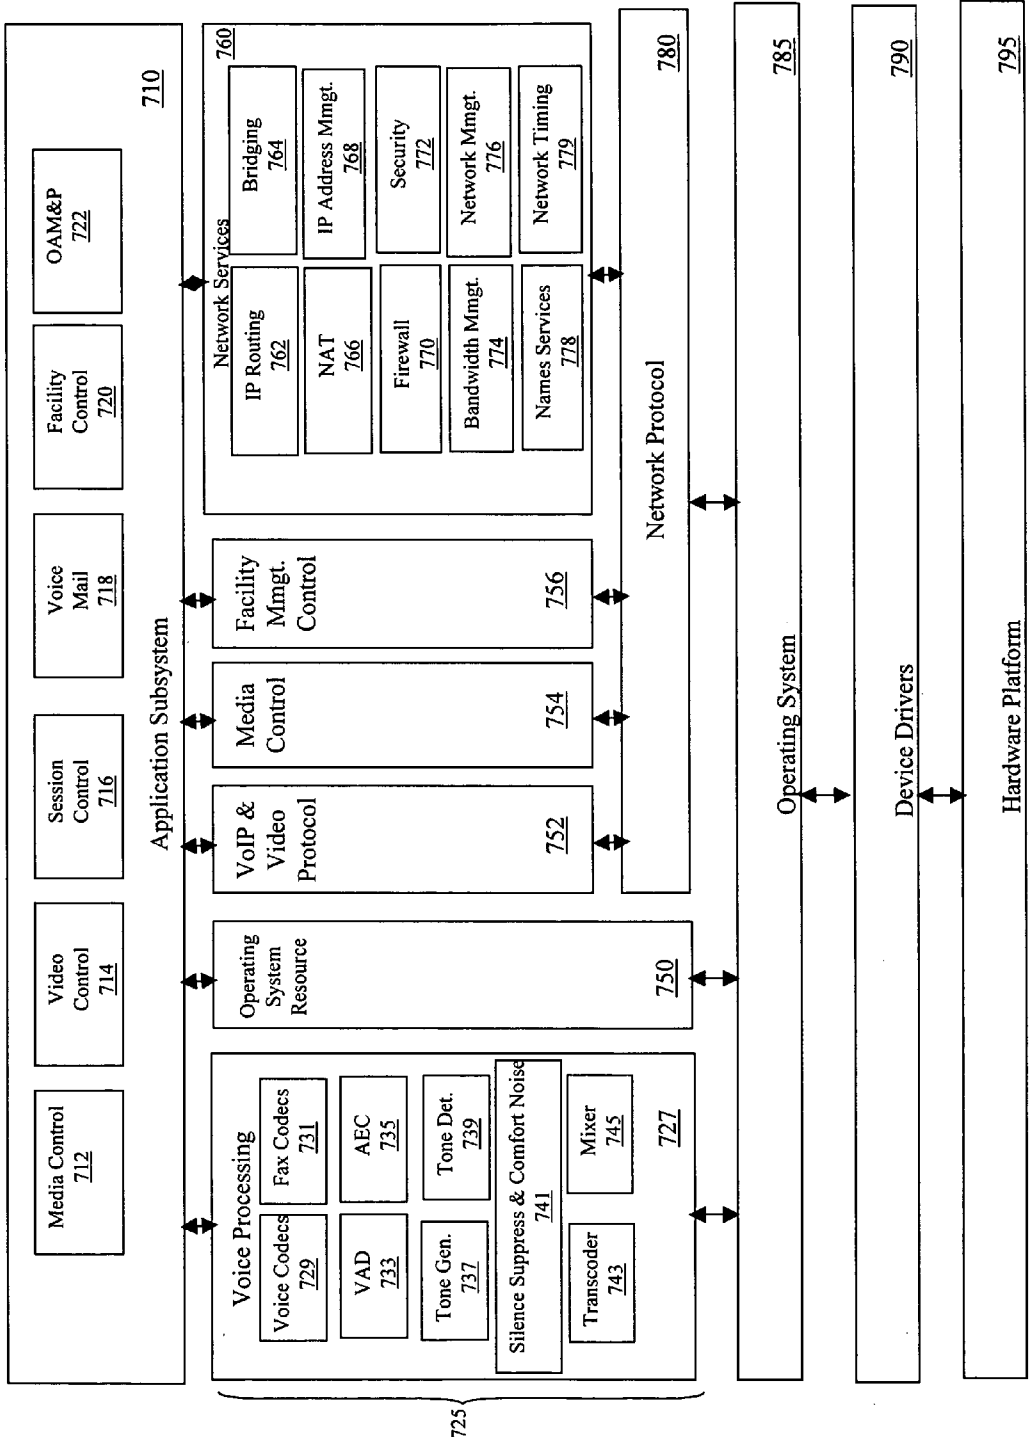 Media Control
712
Video
Control
714
Session
Control
716
Voice
Mail
718
Facility
Control
720
OAM&P
722
Application Subsystem
710
725
Voice Processing
Voice Codecs
729
Fax Codecs
731
VAD
733
AEC
735
Tone Gen.
737
Tone Det.
739
Silence Suppress & Comfort Noise
741
Transcoder
743
Mixer
745
727
Operating
System
Resource
750
VoIP &
Video
Protocol
752
Media
Control
754
Facility
Mmgt.
Control
756
Network Services
760
IP Routing
762
Bridging
764
NAT
766
IP Address Mmgt.
768
Firewall
770
Security
772
Bandwidth Mmgt.
774
Network Mmgt.
776
Names Services
778
Network Timing
779
Network Protocol
780
Operating System
785
Device Drivers
790
Hardware Platform
795